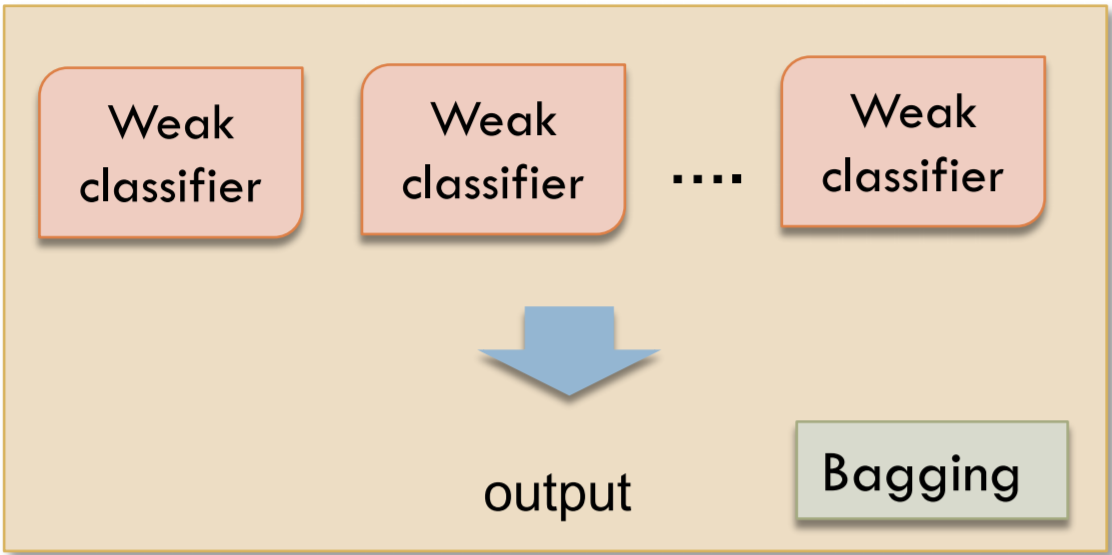 Weak
classifier
Weak
classifier
....
Weak
classifier
output
Bagging